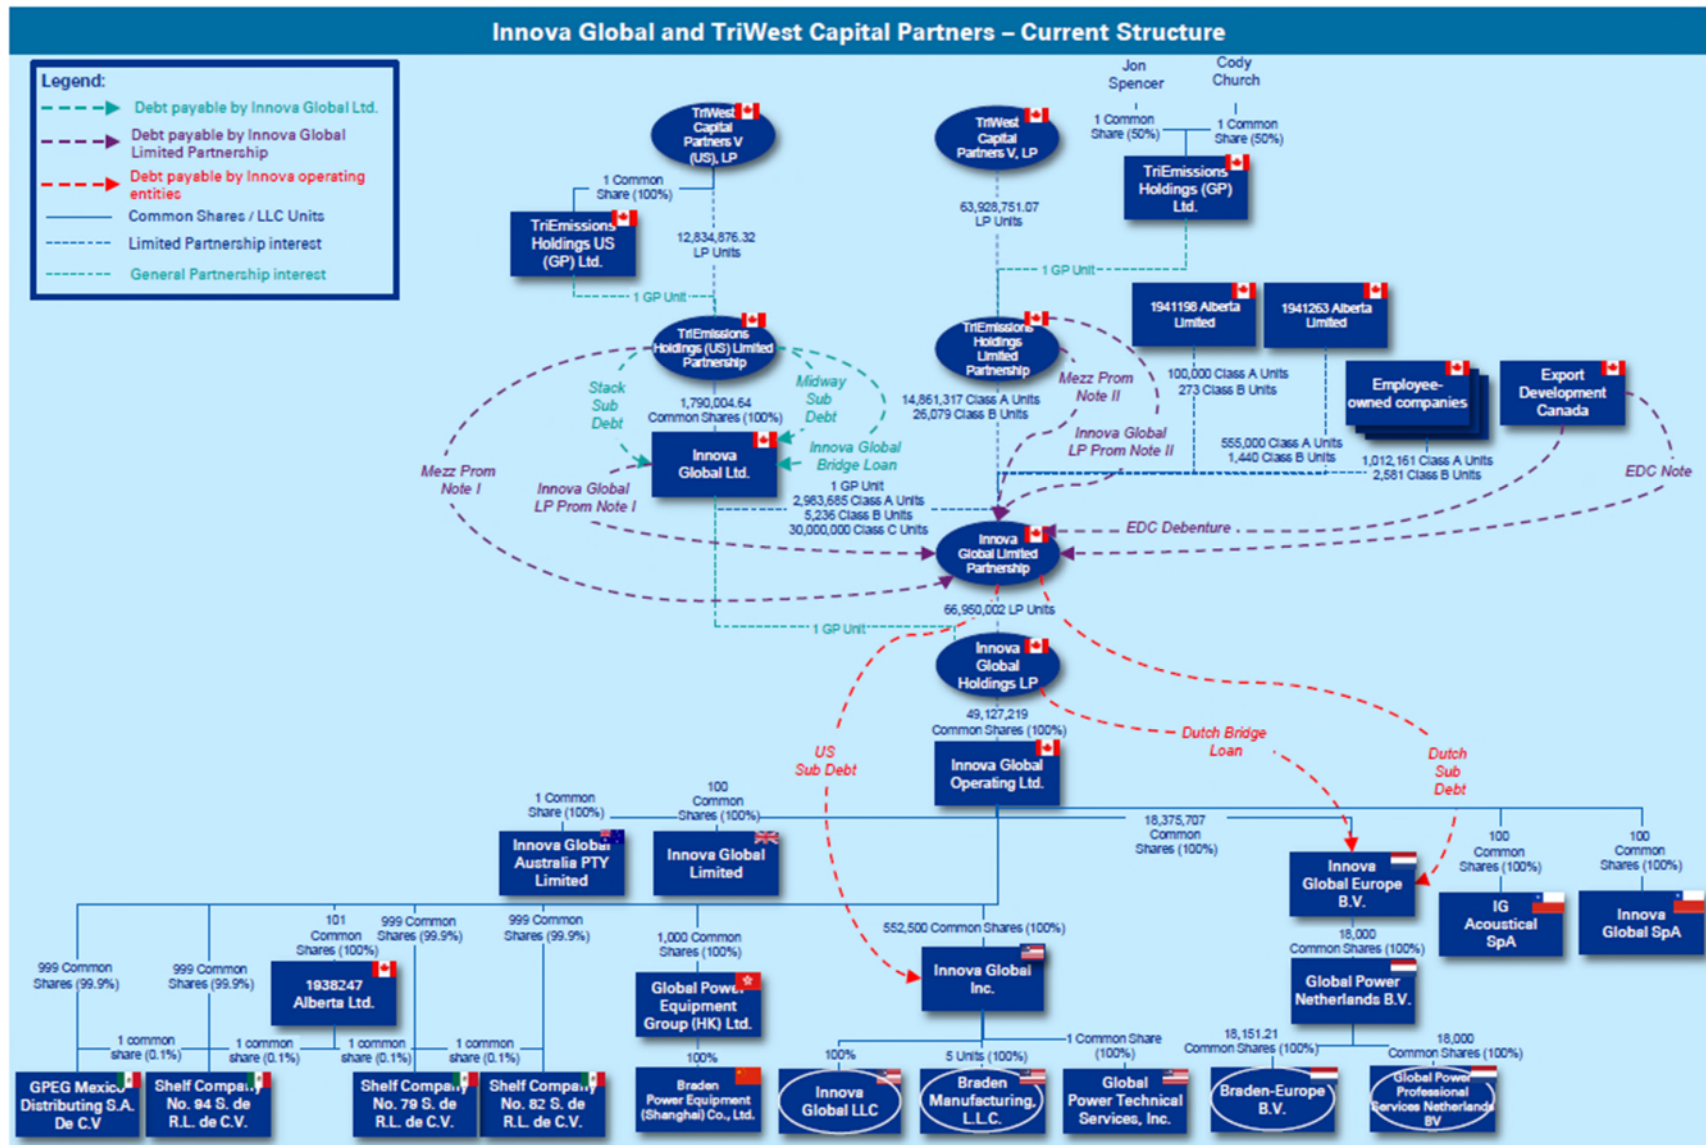 Innova Global and TriWest Capital Partners – Current Structure
Legend:
Debt payable by Innova Global Ltd.
Debt payable by Innova Global
Limited Partnership
Debt payable by Innova operating
entities
Common Shares / LLC Units
Limited Partnership interest
General Partnership interest
Jon
Spencer
Cody
Church
1 Common
Share (50%)
1 Common
Share (50%)
TriWest
Capital
Partners V
(US), LP
TriWest
Capital
Partners V, LP
TriEmissions
Holdings (GP)
Ltd.
1 Common
Share (100%)
TriEmissions
Holdings US
(GP) Ltd.
12,834,876.32
LP Units
63,928,751.07
LP Units
1 GP Unit
1 GP Unit
TriEmissions
Holdings (US) Limited
Partnership
TriEmissions
Holdings
Limited
Partnership
1941198 Alberta
Limited
1941263 Alberta
Limited
Employee-
owned companies
Export
Development
Canada
Stack
Sub
Debt
Midway
Sub
Debt
1,790,004.64
Common Shares (100%)
Innova Global
Bridge Loan
14,861,317 Class A Units
26,079 Class B Units
Mezz Prom
Note II
Innova Global
LP Prom Note II
100,000 Class A Units
273 Class B Units
555,000 Class A Units
1,440 Class B Units
1,012,161 Class A Units
2,581 Class B Units
EDC Note
Innova
Global Ltd.
Mezz Prom
Note I
Innova Global
LP Prom Note I
1 GP Unit
2,983,685 Class A Units
5,236 Class B Units
30,000,000 Class C Units
EDC Debenture
Innova
Global Limited
Partnership
66,950,002 LP Units
1 GP Unit
Innova
Global
Holdings LP
49,127,219
Common Shares (100%)
US
Sub Debt
Dutch Bridge
Loan
Dutch
Sub
Debt
Innova Global
Operating Ltd.
1 Common
Share (100%)
100
Common
Shares (100%)
18,375,707
Common
Shares (100%)
100
Common
Shares (100%)
100
Common
Shares (100%)
Innova Global
Australia PTY
Limited
Innova Global
Limited
Innova
Global Europe
B.V.
IG
Acoustical
SpA
Innova
Global SpA
999 Common
Shares (99.9%)
999 Common
Shares (99.9%)
101
Common
Shares (100%)
999 Common
Shares (99.9%)
999 Common
Shares (99.9%)
1,000 Common
Shares (100%)
552,500 Common Shares (100%)
18,000
Common Shares (100%)
1938247
Alberta Ltd.
Global Power
Equipment
Group (HK) Ltd.
Innova Global
Inc.
Global Power
Netherlands B.V.
1 common
share (0.1%)
1 common
share (0.1%)
1 common
share (0.1%)
1 common
share (0.1%)
100%
100%
5 Units (100%)
1 Common Share
(100%)
18,151.21
Common Shares (100%)
18,000
Common Shares (100%)
GPEG Mexico
Distributing S.A.
De C.V
Shelf Company
No. 94 S. de
R.L. de C.V.
Shelf Company
No. 79 S. de
R.L. de C.V.
Shelf Company
No. 82 S. de
R.L. de C.V.
Braden
Power Equipment
(Shanghai) Co., Ltd.
Innova
Global LLC
Braden
Manufacturing,
L.L.C.
Global
Power Technical
Services, Inc.
Braden-Europe
B.V.
Global Power
Professional
Services Netherlands
BV